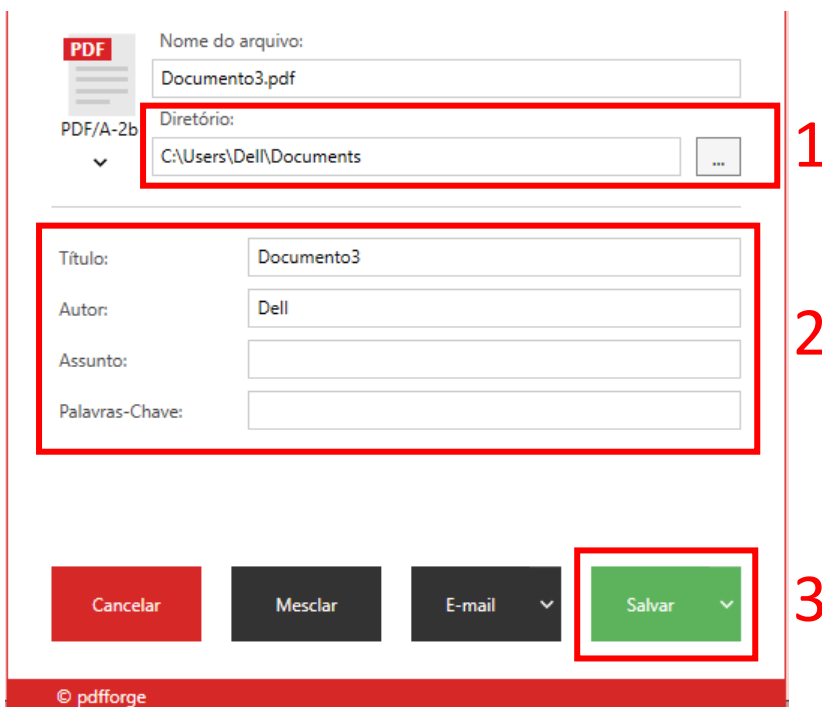 PDF
Nome do arquivo:
Documento3.pdf
PDF/A-2b
Diretório:
C:\Users\Dell\Documents
...
1
Título:
Documento3
Autor:
Dell
Assunto:
Palavras-Chave:
2
Cancelar
Mesclar
E-mail
Salvar
3
© pdfforge